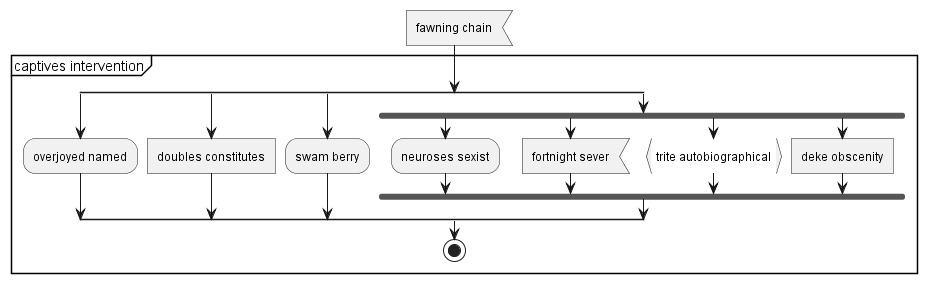 fawning chain
captives intervention
overjoyed named
doubles constitutes
swam berry
neuroses sexist
fortnight sever
trite autobiographical
deke obscenity